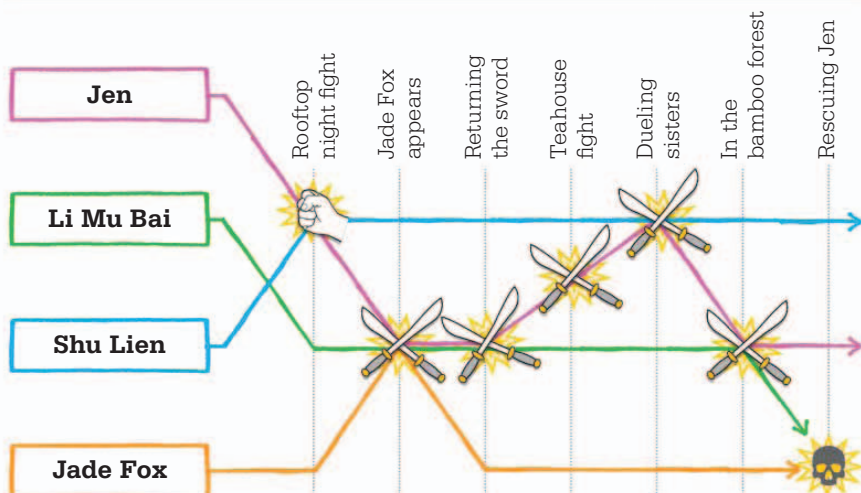 Jen
Li Mu Bai
Shu Lien
Jade Fox
Rooftop
night fight
Jade Fox
appears
Returning
the sword
Teahouse
fight
Dueling
sisters
In the
bamboo forest
Rescuing Jen